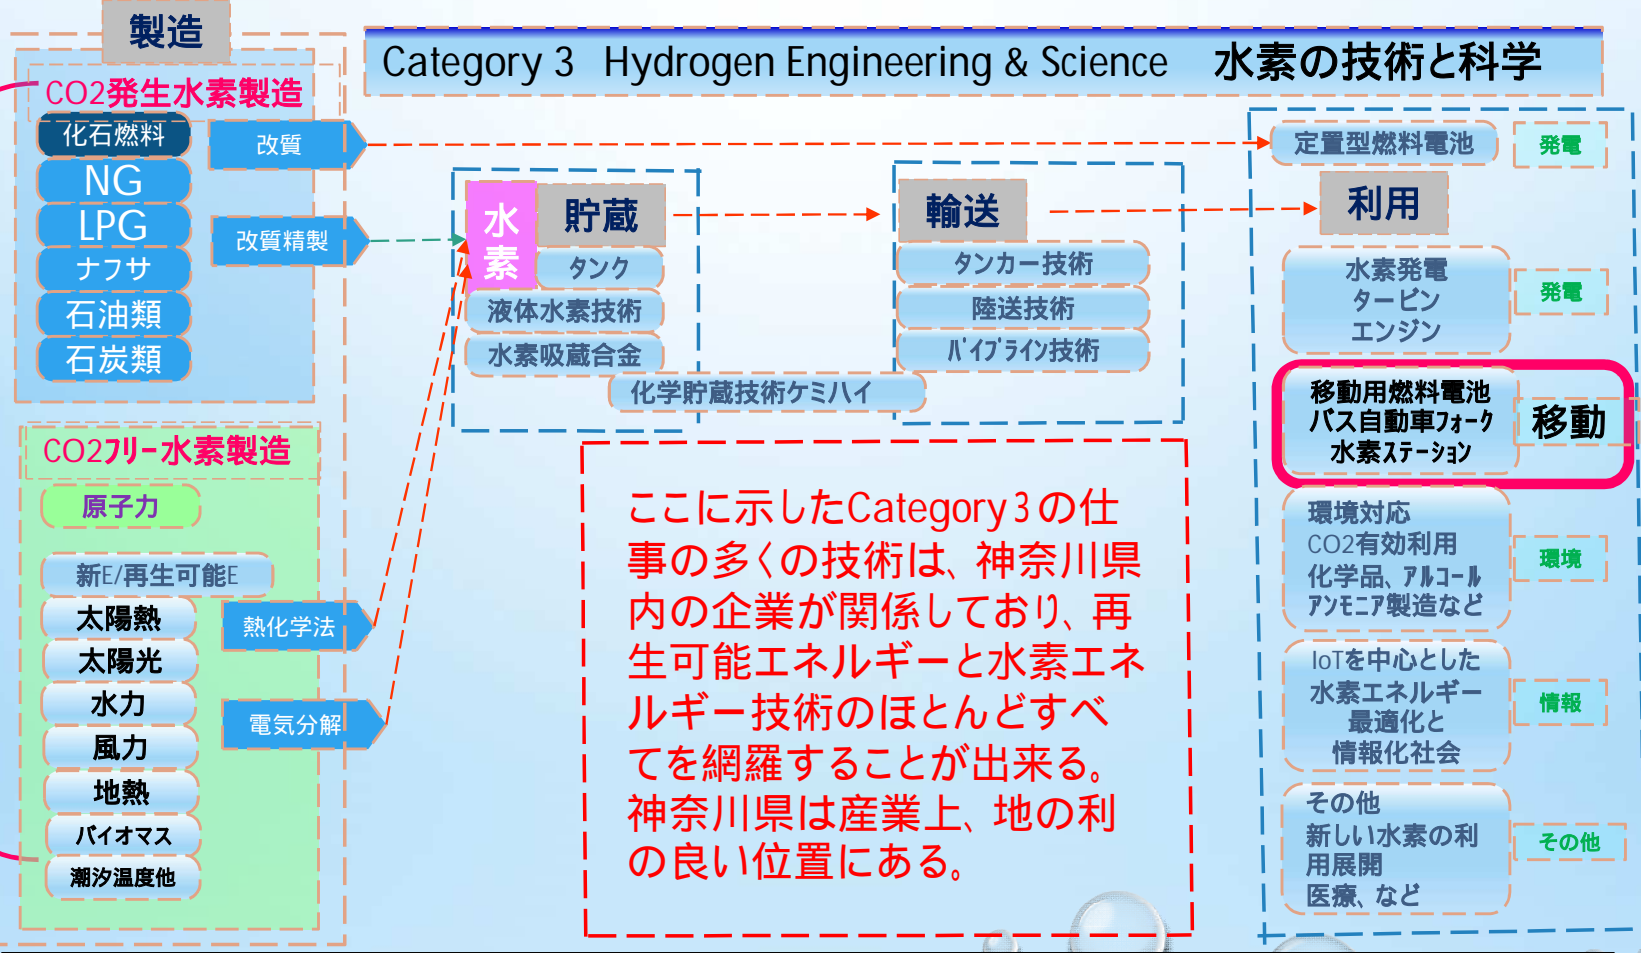 製造
Category 3 Hydrogen Engineering & Science 水素の技術と科学
CO2発生水素製造
化石燃料
NG
LPG
ナフサ
石油類
石炭類
改質
改質精製
CO2フリー水素製造
原子力
新E/再生可能E
太陽熱
太陽光
水力
風力
地熱
バイオマス
潮汐温度他
熱化学法
電気分解
水
素
貯蔵
タンク
液体水素技術
水素吸蔵合金
化学貯蔵技術ケミハイ
輸送
タンカー技術
陸送技術
パイプライン技術
ここに示したCategory3の仕
事の多くの技術は、神奈川県
内の企業が関係しており、再
生可能エネルギーと水素エネ
ルギー技術のほとんどすべ
てを網羅することが出来る。
神奈川県は産業上、地の利
の良い位置にある。
定置型燃料電池
発電
利用
水素発電
タービン
エンジン
発電
移動用燃料電池
バス自動車フォーク
水素ステーション
移動
環境対応
CO2有効利用
化学品、アルコール
アンモニア製造など
環境
IoTを中心とした
水素エネルギー
最適化と
情報化社会
情報
その他
新しい水素の利
用展開
医療、など
その他